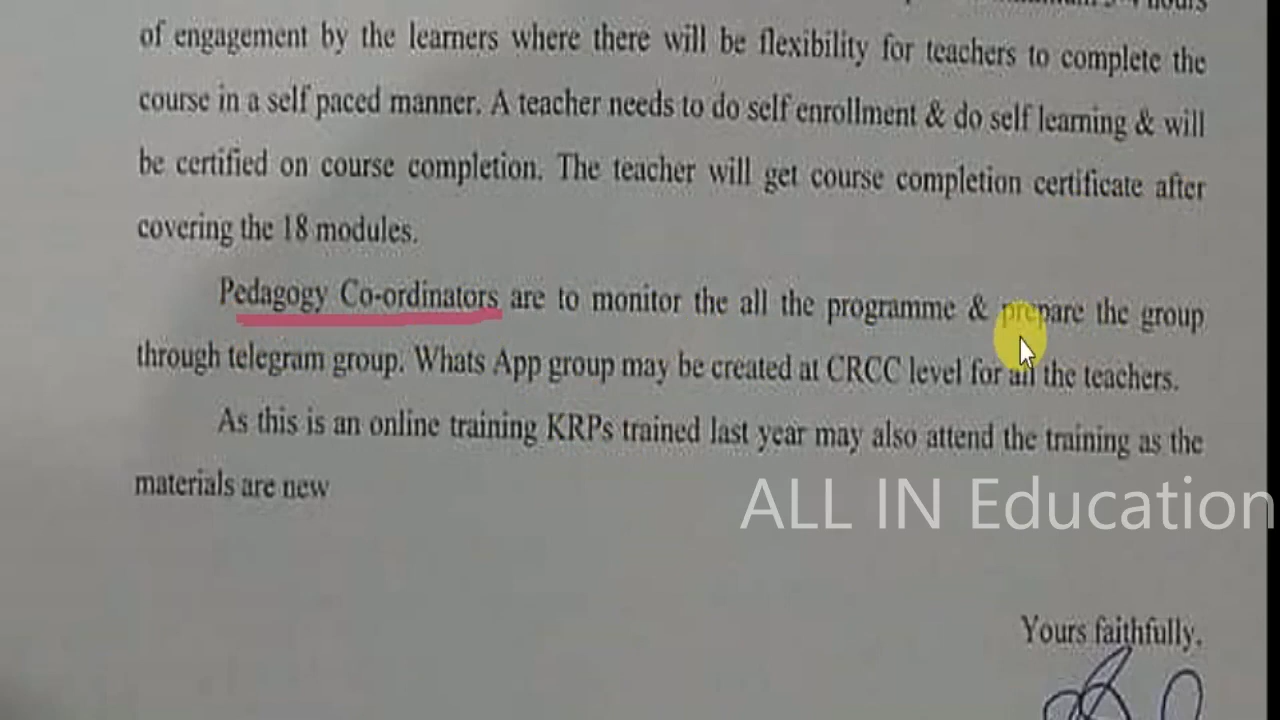 hours
of engagement by the learners where there will be flexibility for teachers to complete the
course in a self paced manner. A teacher needs to do self enrollment & do self learning & will
be certified on course completion. The teacher will get course completion certificate after
covering the 18 modules.
Pedagogy Co-ordinators are to monitor the all the programme & prepare the group
through telegram group. Whats App group may be created at CRCC level for all the teachers.
As this is an online training KRPs trained last year may also attend the training as the
materials are new
ALL IN Education
Yours faithfully,